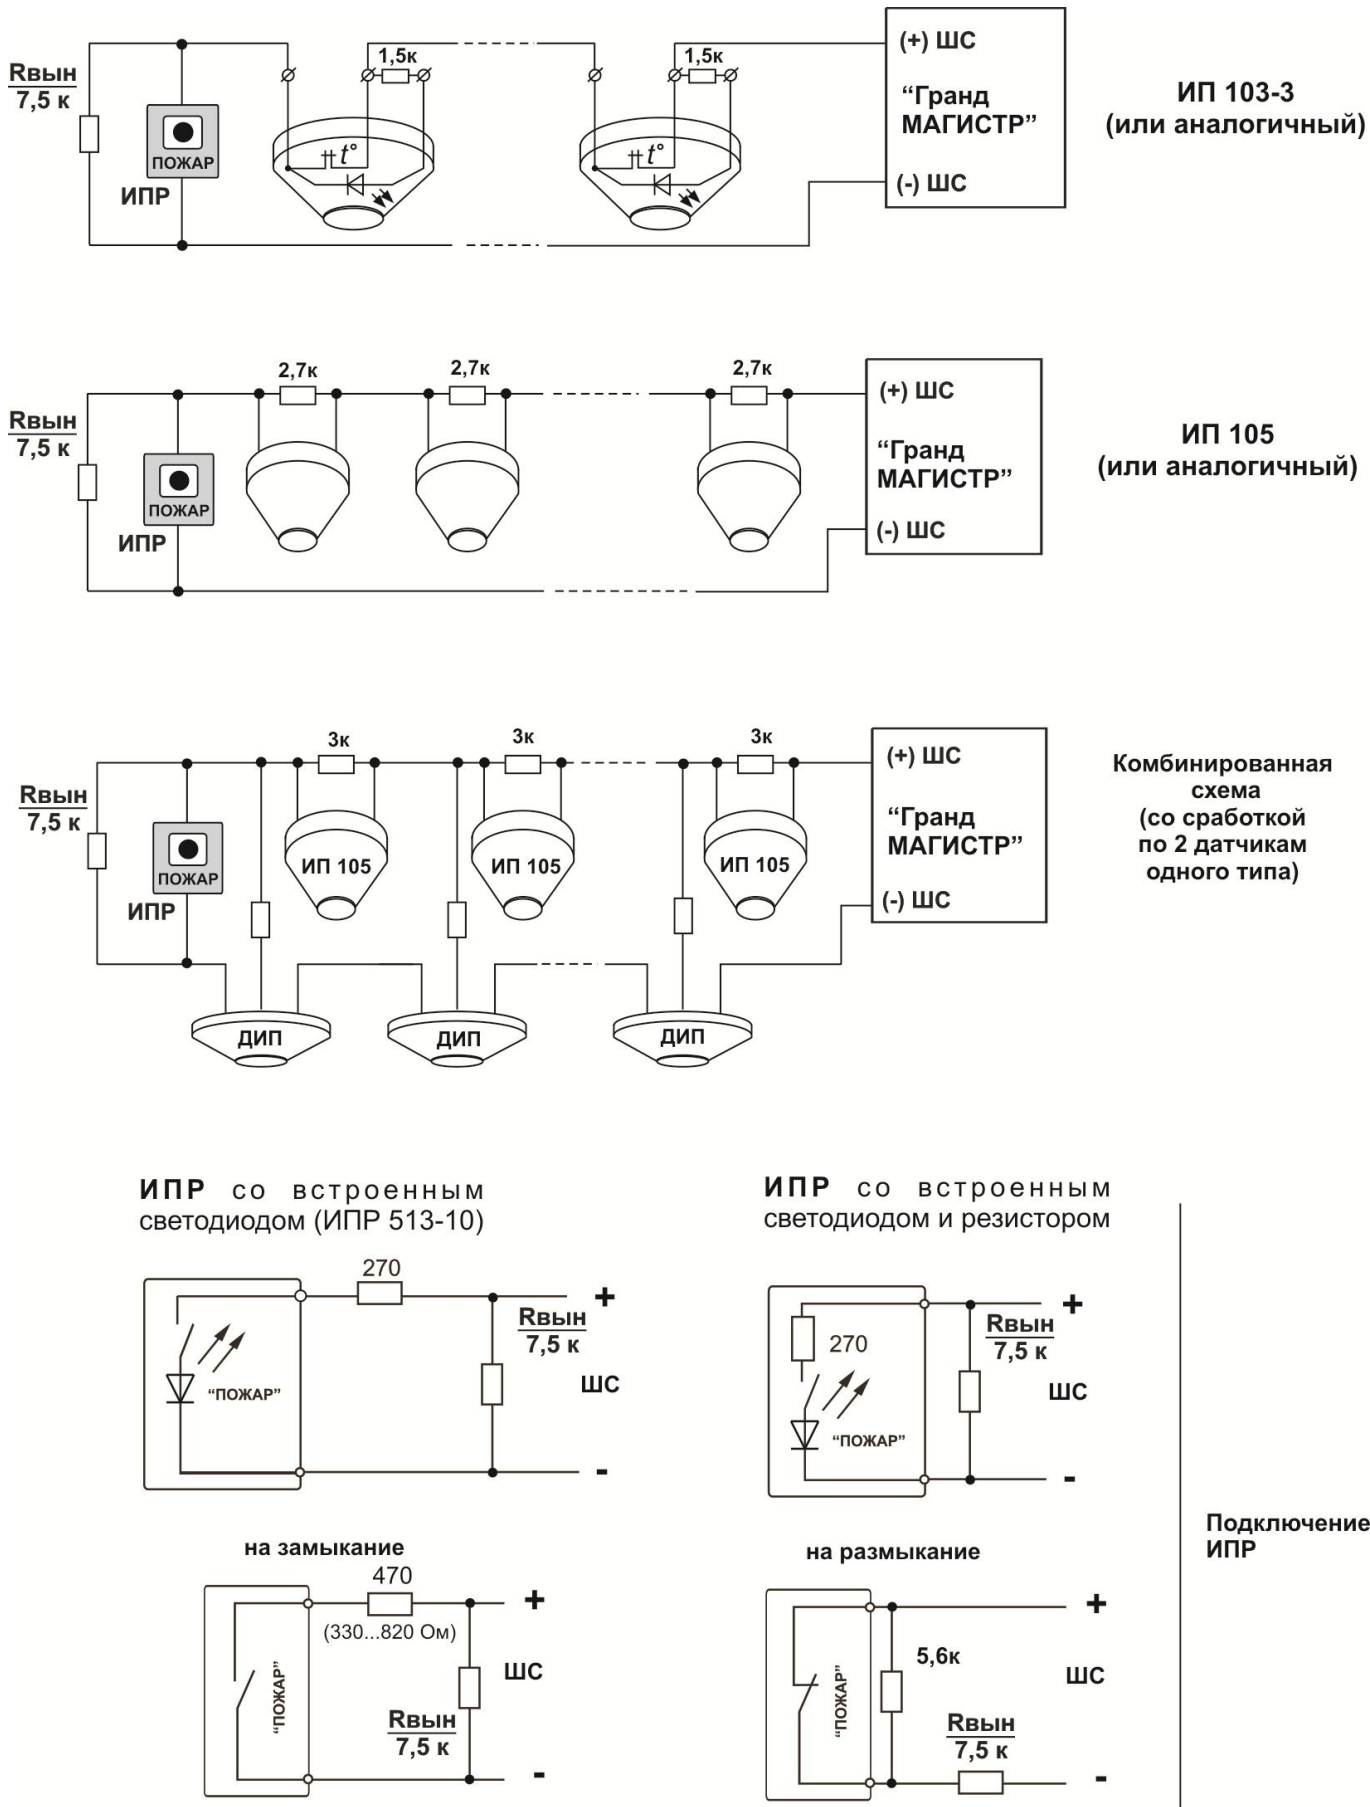 1,5к
1,5к
(+) ШС
Rвын
7,5 к
“Гранд
МАГИСТР”
ИП 103-3
(или аналогичный)
ПОЖАР
t°
t°
ИПР
(-) ШС
2,7к
2,7к
2,7к
(+) ШС
Rвын
7,5 к
“Гранд
МАГИСТР”
ИП 105
(или аналогичный)
ПОЖАР
ИПР
(-) ШС
3к
3к
3к
(+) ШС
Rвын
7,5 к
“Гранд
МАГИСТР”
Комбинированная
схема
(со сработкой
по 2 датчикам
одного типа)
ПОЖАР
ИП 105
ИП 105
ИП 105
ИПР
(-) ШС
ДИП
ДИП
ДИП
ИПР со встроенным
светодиодом (ИПР 513-10)
270
+
Rвын
7,5 к
“ПОЖАР”
ШС
-
ИПР со встроенным
светодиодом и резистором
+
Rвын
7,5 к
270
ШС
“ПОЖАР”
-
на замыкание
470
+
(330...820 Ом)
“ПОЖАР”
ШС
Rвын
7,5 к
-
на размыкание
+
5,6к
ШС
“ПОЖАР”
Rвын
7,5 к
-
Подключение
ИПР